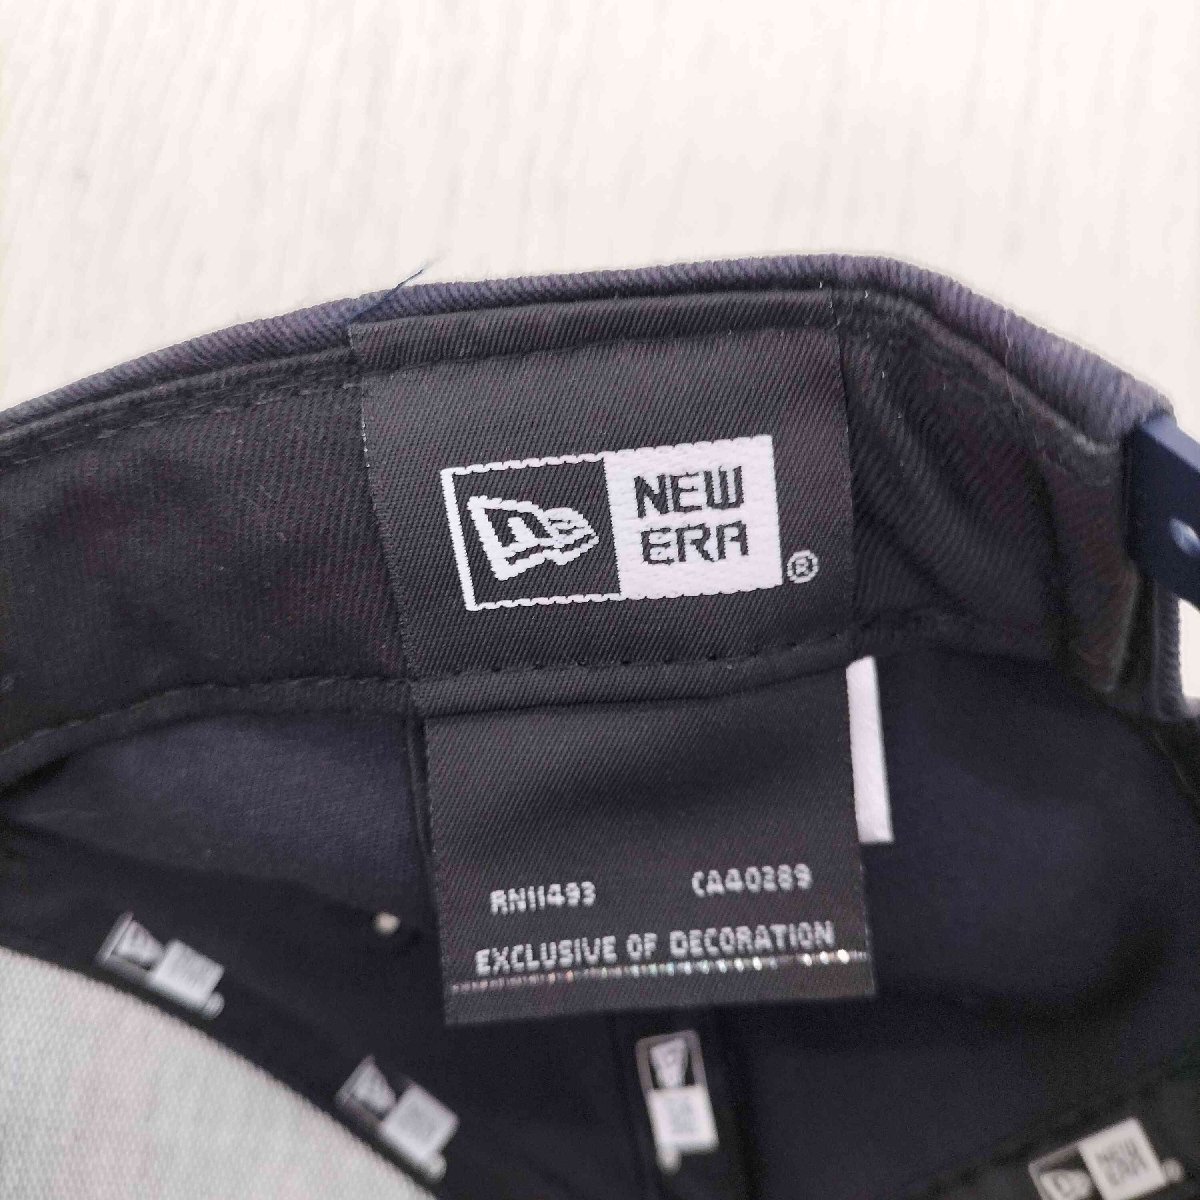 NEW
ERA
®
RN11493 CA40289
EXCLUSIVE OF DECORATION